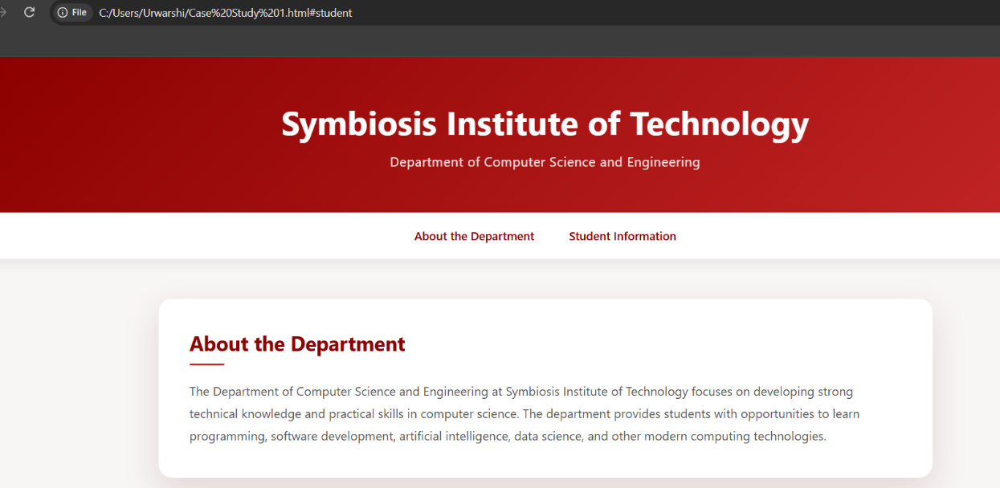 File C:/Users/Urwarshi/Case%20Study%201.html#student
Symbiosis Institute of Technology
Department of Computer Science and Engineering
About the Department Student Information
About the Department
The Department of Computer Science and Engineering at Symbiosis Institute of Technology focuses on developing strong
technical knowledge and practical skills in computer science. The department provides students with opportunities to learn
programming, software development, artificial intelligence, data science, and other modern computing technologies.